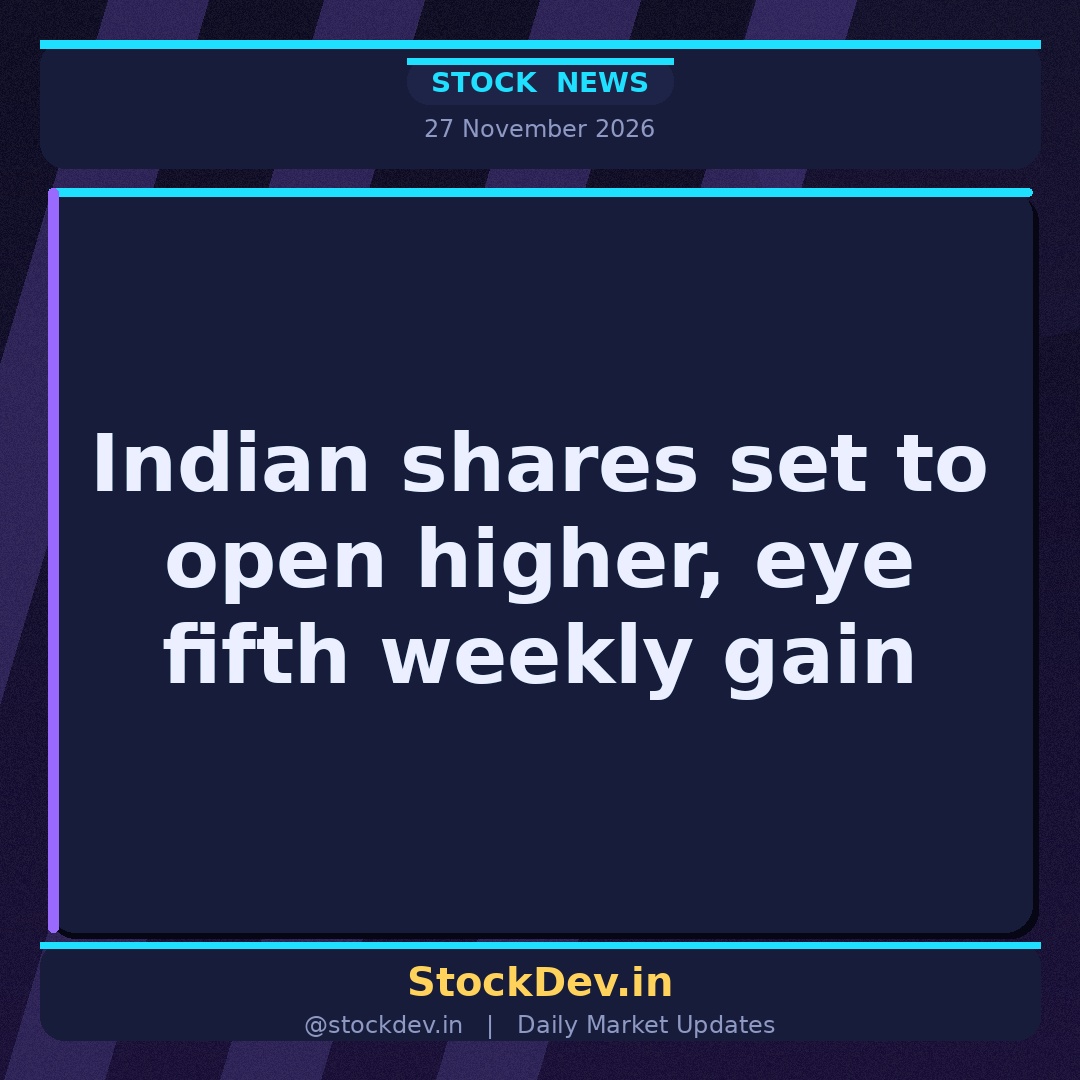 STOCK NEWS
27 November 2026
Indian shares set to
open higher, eye
fifth weekly gain
StockDev.in
@stockdev.in | Daily Market Updates